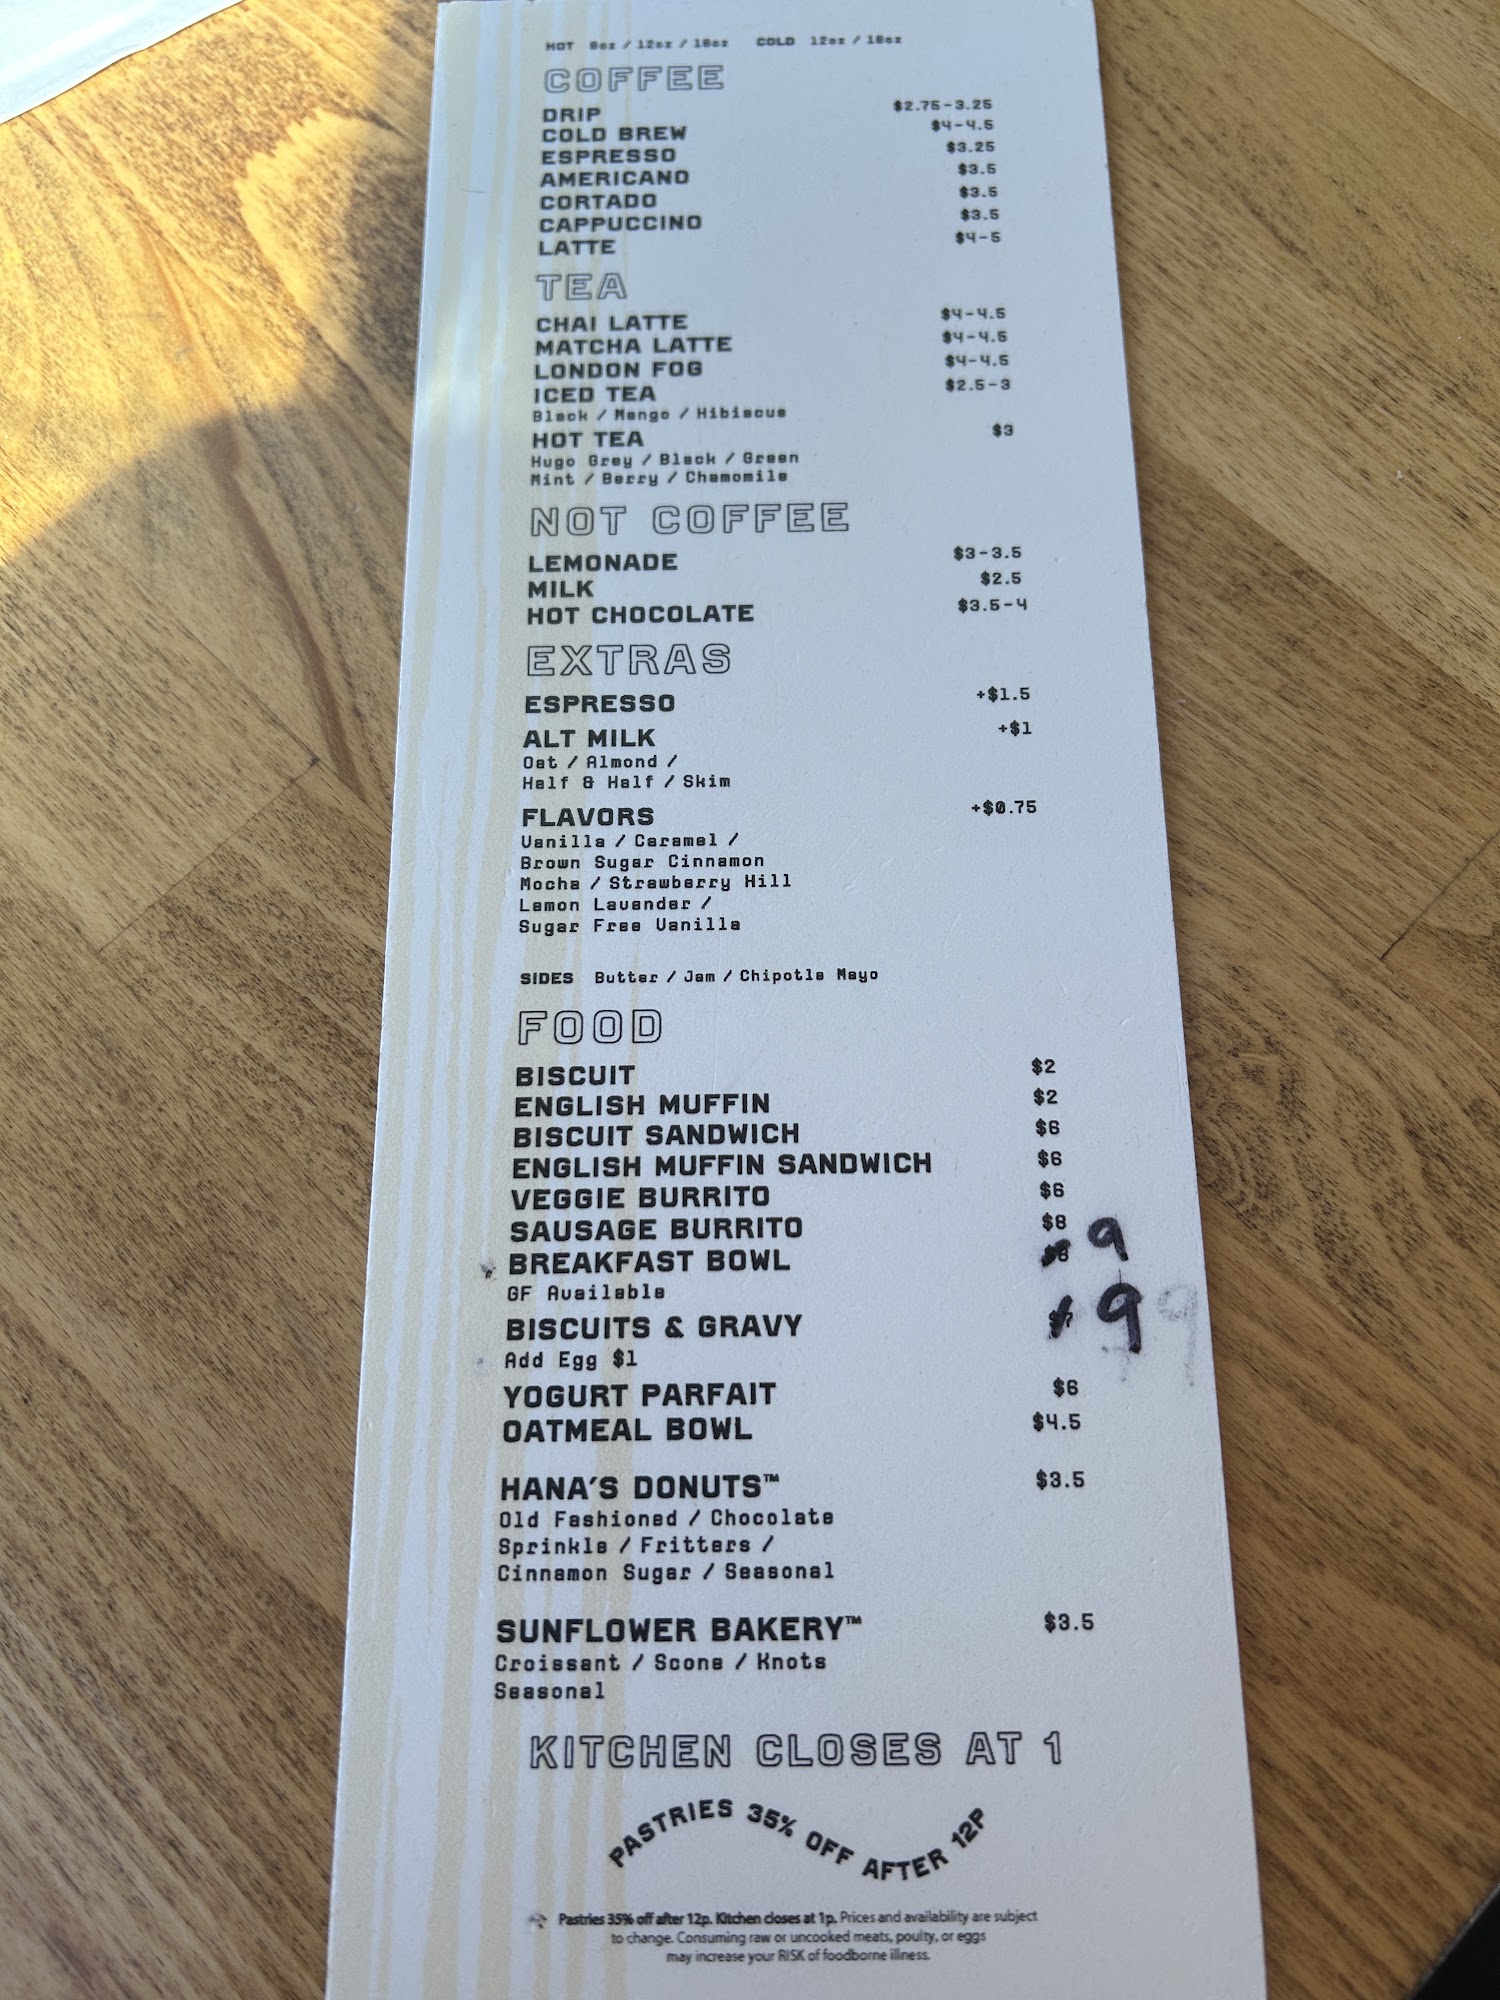 HOT 8oz / 12oz / 16oz COLD 12oz / 16oz
COFFEE
DRIP $2.75-3.25
COLD BREW $4-4.5
ESPRESSO $3.25
AMERICANO $3.5
CORTADO $3.5
CAPPUCCINO $3.5
LATTE $4-5
TEA
CHAI LATTE $4-4.5
MATCHA LATTE $4-4.5
LONDON FOG $4-4.5
ICED TEA $2.5-3
Black / Mango / Hibiscus
HOT TEA $3
Hugo Grey / Black / Green
Mint / Berry / Chamomile
NOT COFFEE
LEMONADE $3-3.5
MILK $2.5
HOT CHOCOLATE $3.5-4
EXTRAS
ESPRESSO +$1.5
ALT MILK +$1
Oat / Almond /
Half & Half / Skim
FLAVORS +$0.75
Vanilla / Caramel /
Brown Sugar Cinnamon
Mocha / Strawberry Hill
Lemon Lavender /
Sugar Free Vanilla
SIDES Butter / Jam / Chipotle Mayo
FOOD
BISCUIT $2
ENGLISH MUFFIN $2
BISCUIT SANDWICH $6
ENGLISH MUFFIN SANDWICH $6
VEGGIE BURRITO $6
SAUSAGE BURRITO $8
BREAKFAST BOWL 9
GF Available
BISCUITS & GRAVY 9
Add Egg $1
YOGURT PARFAIT $6
OATMEAL BOWL $4.5
HANA'S DONUTS™ $3.5
Old Fashioned / Chocolate
Sprinkle / Fritters /
Cinnamon Sugar / Seasonal
SUNFLOWER BAKERY™ $3.5
Croissant / Scone / Knots
Seasonal
KITCHEN CLOSES AT 1
PASTRIES 35% OFF AFTER 12P
Pastries 35% off after 12p. Kitchen closes at 1p. Prices and availability are subject
to change. Consuming raw or uncooked meats, poulty, or eggs
may increase your RISK of foodborne illness.